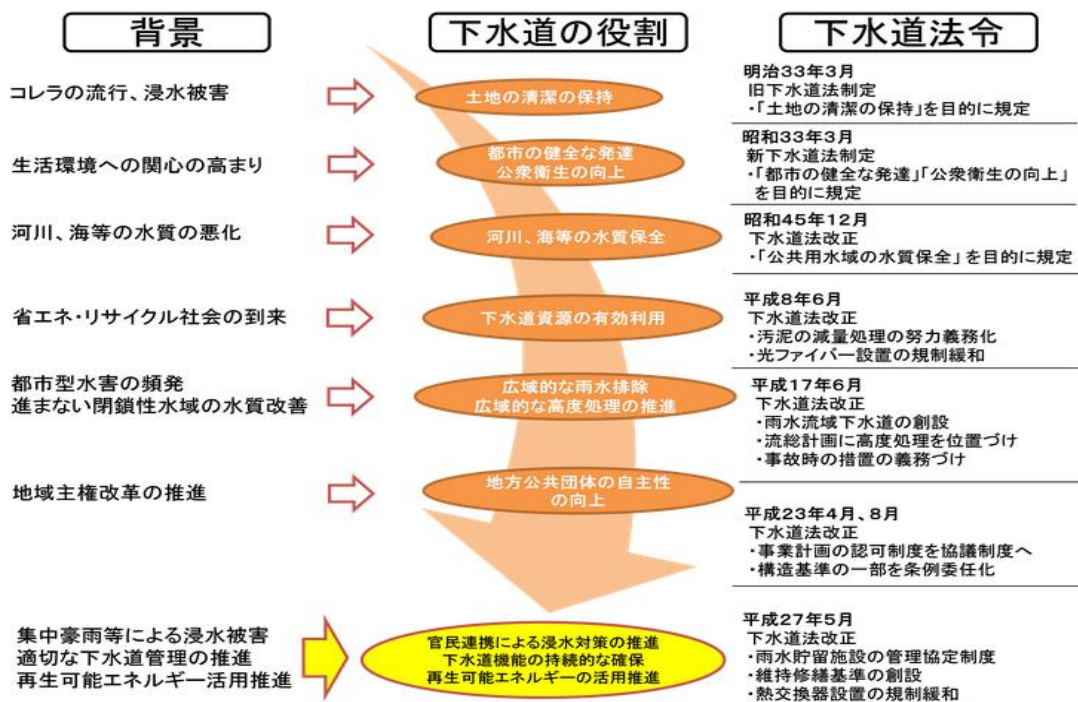 背景
下水道の役割
下水道法令
コレラの流行、浸水被害
土地の清潔の保持
明治33年3月
旧下水道法制定
・「土地の清潔の保持」を目的に規定
生活環境への関心の高まり
都市の健全な発達
公衆衛生の向上
昭和33年3月
新下水道法制定
・「都市の健全な発達」「公衆衛生の向上」
を目的に規定
河川、海等の水質の悪化
河川、海等の水質保全
昭和45年12月
下水道法改正
・「公共用水域の水質保全」を目的に規定
省エネ・リサイクル社会の到来
下水道資源の有効利用
平成8年6月
下水道法改正
・汚泥の減量処理の努力義務化
・光ファイバー設置の規制緩和
都市型水害の頻発
進まない閉鎖性水域の水質改善
広域的な雨水排除
広域的な高度処理の推進
平成17年6月
下水道法改正
・雨水流域下水道の創設
・流総計画に高度処理を位置づけ
・事故時の措置の義務づけ
地域主権改革の推進
地方公共団体の自主性
の向上
平成23年4月、8月
下水道法改正
・事業計画の認可制度を協議制度へ
・構造基準の一部を条例委任化
集中豪雨等による浸水被害
適切な下水道管理の推進
再生可能エネルギー活用推進
官民連携による浸水対策の推進
下水道機能の持続的な確保
再生可能エネルギーの活用推進
平成27年5月
下水道法改正
・雨水貯留施設の管理協定制度
・維持修繕基準の創設
・熱交換器設置の規制緩和